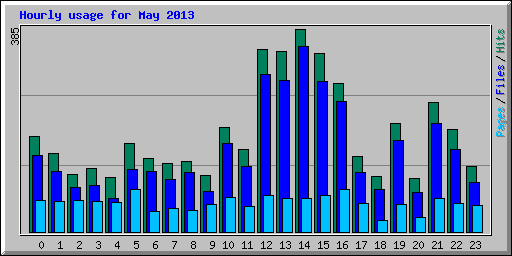 Hourly usage for May 2013
385
Pages/Files/Hits
0 1 2 3 4 5 6 7 8 9 10 11 12 13 14 15 16 17 18 19 20 21 22 23